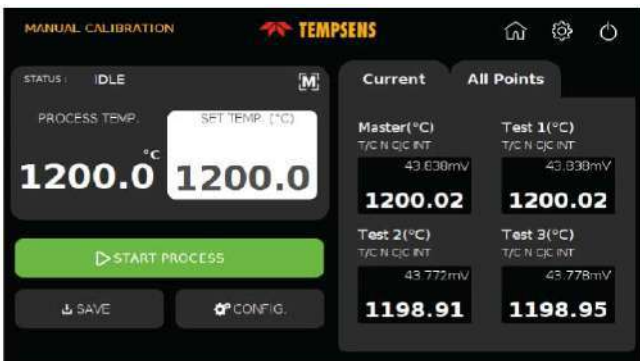 MANUAL CALIBRATION
TEMPSENS
STATUS : IDLE
[M]
PROCESS TEMP.
SET TEMP. (°C)
°C
1200.0
1200.0
START PROCESS
SAVE
CONFIG.
Current
All Points
Master(°C)
T/C N CJC INT
43.838mV
1200.02
Test 1(°C)
T/C N CJC INT
43.838mV
1200.02
Test 2(°C)
T/C N CJC INT
43.772mV
1198.91
Test 3(°C)
T/C N CJC INT
43.778mV
1198.95